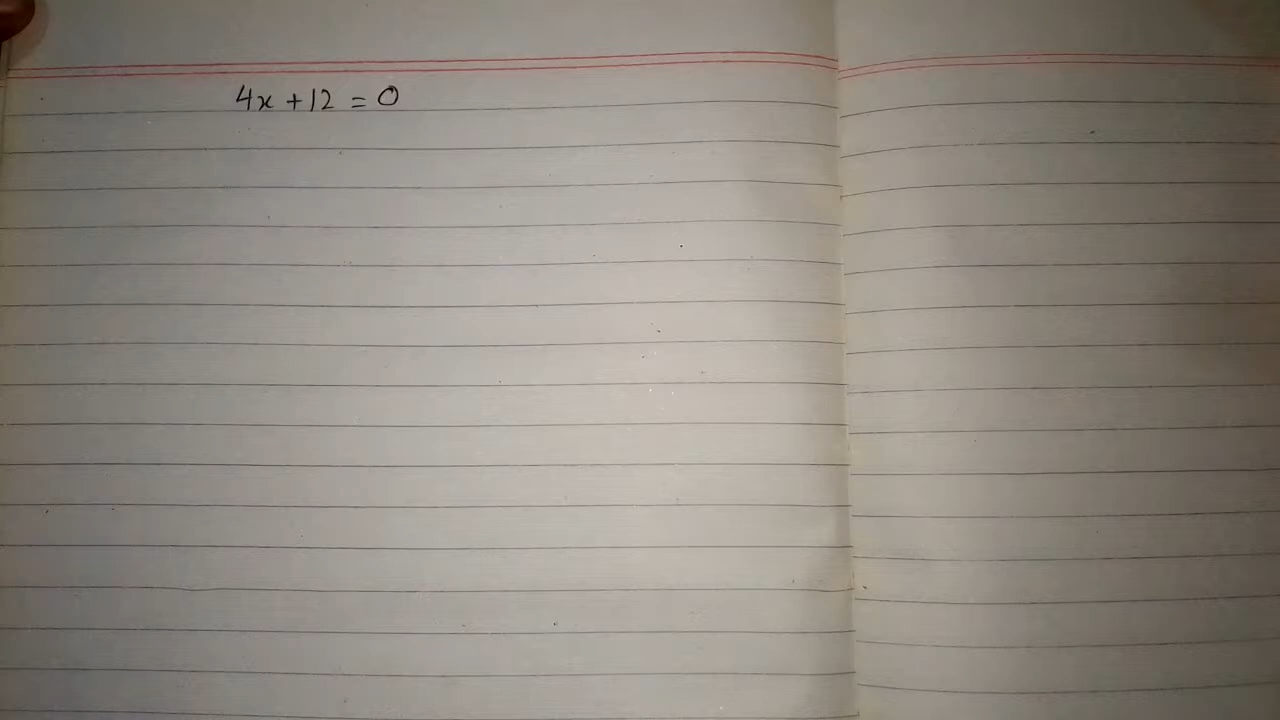 4x + 12 = 0